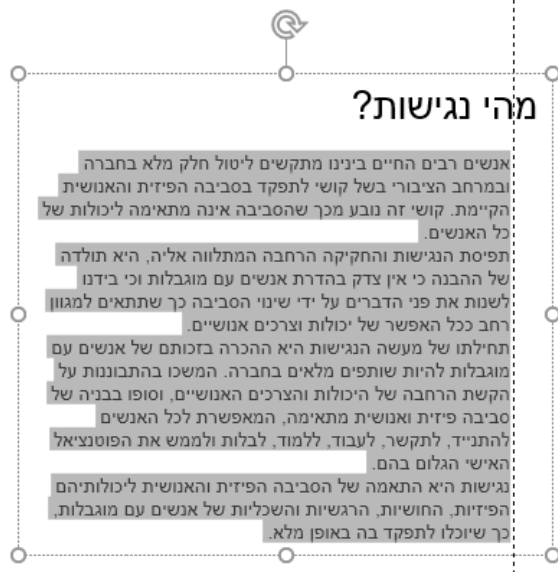 מהי נגישות?
אנשים רבים החיים בינינו מתקשים ליטול חלק מלא בחברה
ובמרחב הציבורי בשל קושי לתפקד בסביבה הפיזית והאנושית
הקיימת. קושי זה נובע מכך שהסביבה אינה מתאימה ליכולות של
כל האנשים.
תפיסת הנגישות והחקיקה הרחבה המתלווה אליה, היא תולדה
של ההבנה כי אין צדק בהדרת אנשים עם מוגבלות וכי בידנו
לשנות את פני הדברים על ידי שינוי הסביבה כך שתתאים למגוון
רחב ככל האפשר של יכולות וצרכים אנושיים.
תחילתו של מעשה הנגישות היא ההכרה בזכותם של אנשים עם
מוגבלות להיות שותפים מלאים בחברה. המשכו בהתבוננות על
הקשת הרחבה של היכולות והצרכים האנושיים, וסופו בבניה של
סביבה פיזית ואנושית מתאימה, המאפשרת לכל האנשים
להתנייד, לתקשר, לעבוד, ללמוד, לבלות ולממש את הפוטנציאל
האישי הגלום בהם.
נגישות היא התאמה של הסביבה הפיזית והאנושית ליכולותיהם
הפיזיות, החושיות, הרגשיות והשכליות של אנשים עם מוגבלות,
כך שיוכלו לתפקד בה באופן מלא.